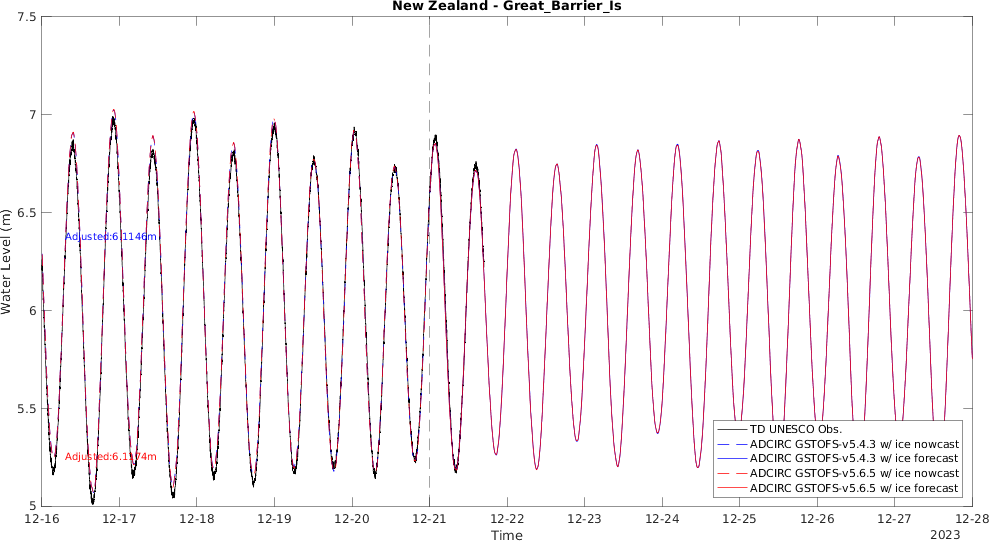 New Zealand - Great_Barrier_Is
7.5
7
6.5
6
5.5
5
Water Level (m)
Adjusted:6.1146m
Adjusted:6.1174m
TD UNESCO Obs.
ADCIRC GSTOFS-v5.4.3 w/ ice nowcast
ADCIRC GSTOFS-v5.4.3 w/ ice forecast
ADCIRC GSTOFS-v5.6.5 w/ ice nowcast
ADCIRC GSTOFS-v5.6.5 w/ ice forecast
12-16 12-17 12-18 12-19 12-20 12-21 12-22 12-23 12-24 12-25 12-26 12-27 12-28
Time
2023